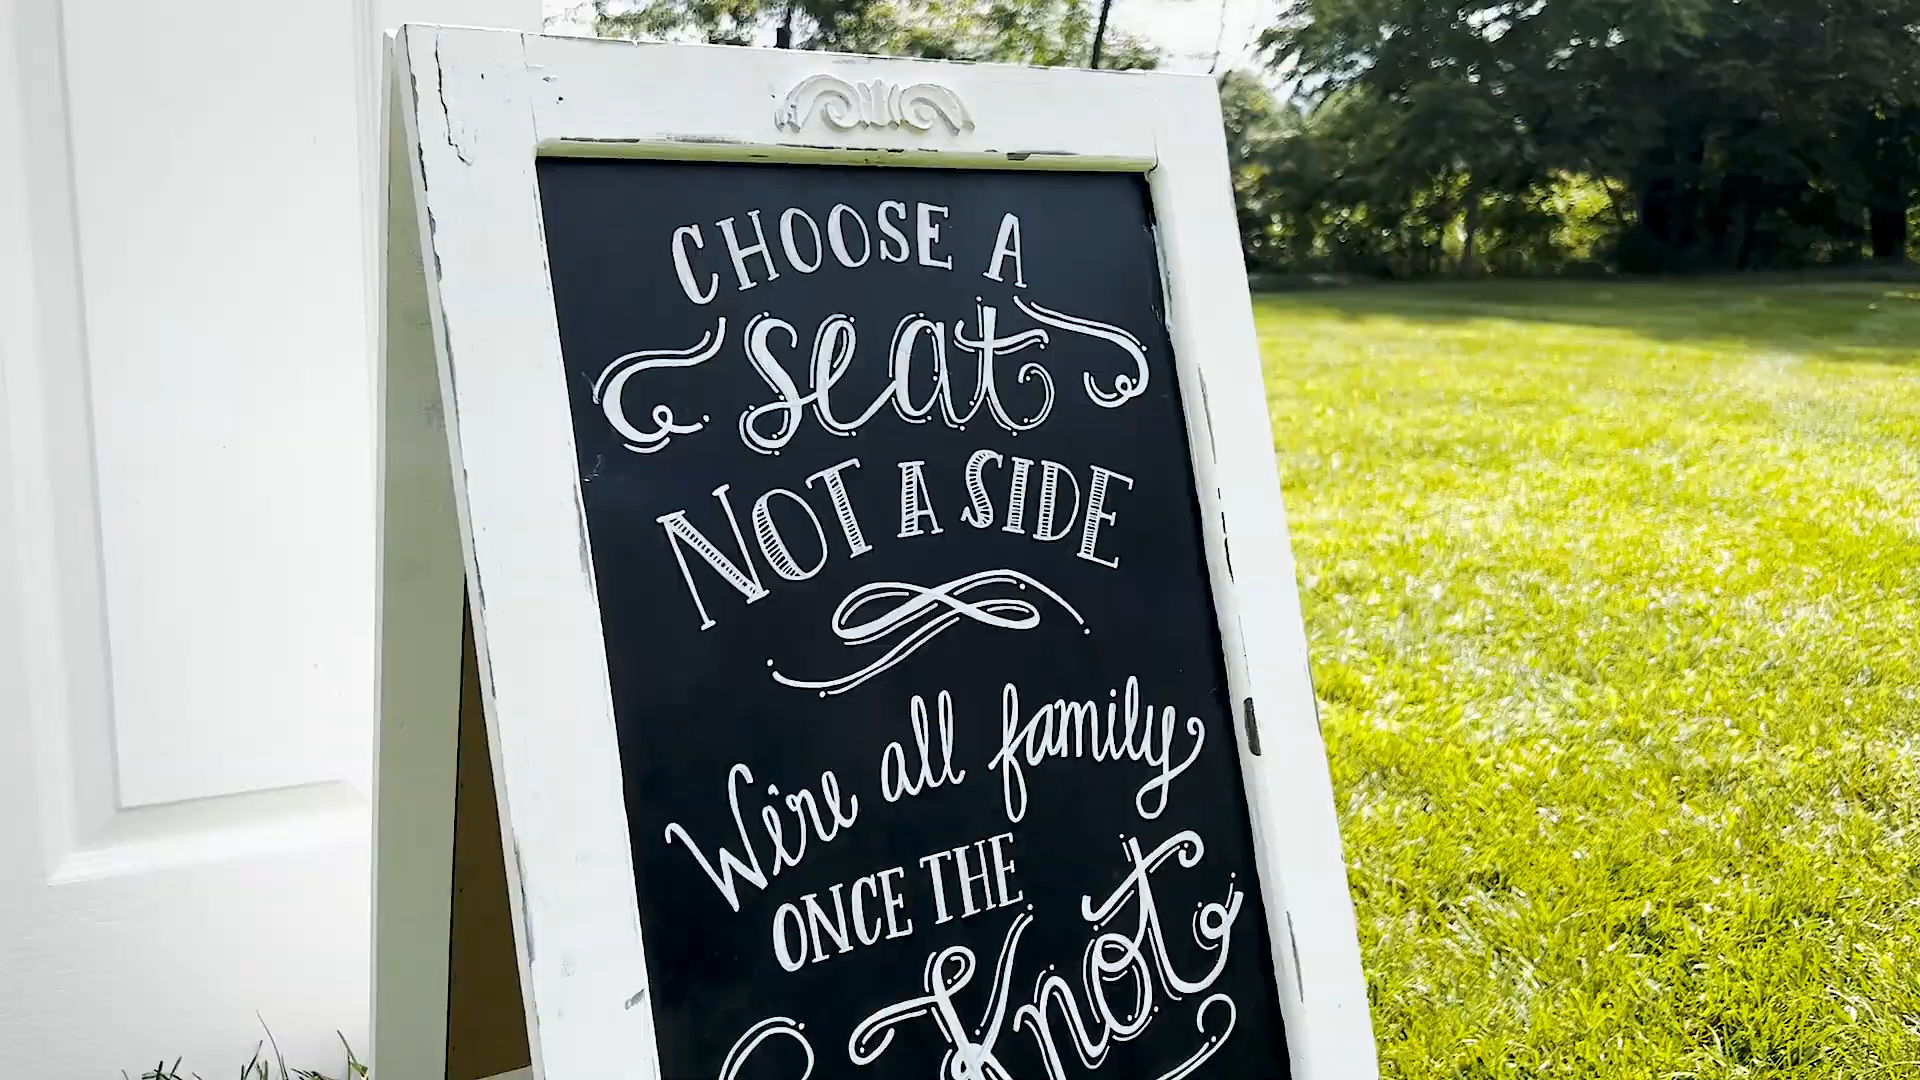 CHOOSE A
seat
NOT A SIDE
We're all family
ONCE THE
Knot